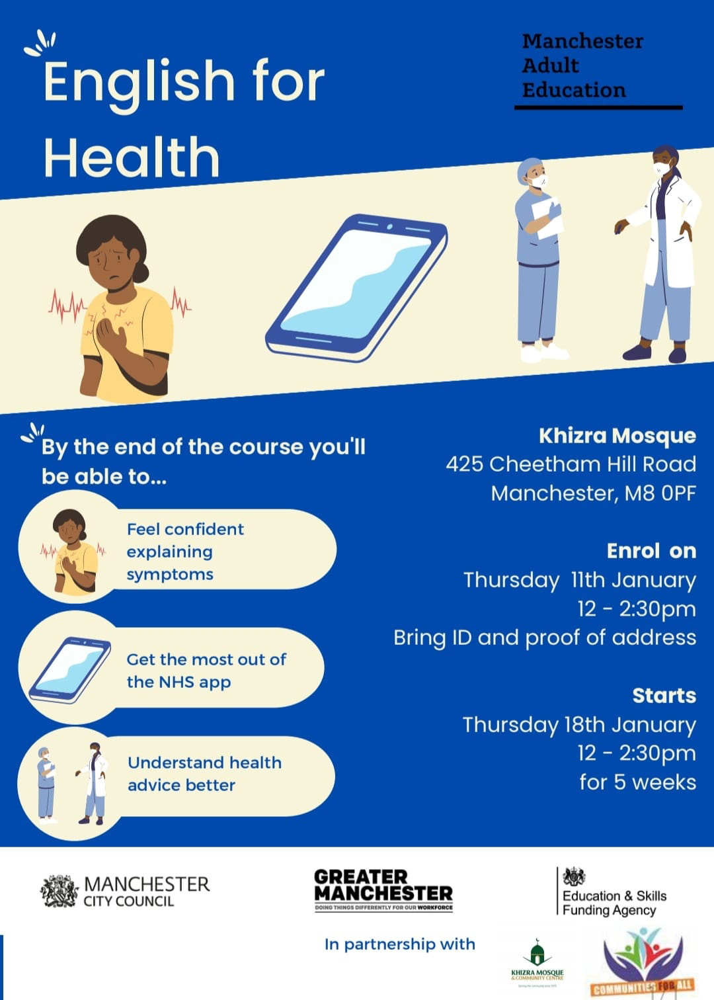 English for
Health
Manchester
Adult
Education
By the end of the course you'll
be able to...
Feel confident
explaining
symptoms
Get the most out of
the NHS app
Understand health
advice better
Khizra Mosque
425 Cheetham Hill Road
Manchester, M8 0PF
Enrol on
Thursday 11th January
12 - 2:30pm
Bring ID and proof of address
Starts
Thursday 18th January
12 - 2:30pm
for 5 weeks
MANCHESTER
CITY COUNCIL
GREATER
MANCHESTER
DOING THINGS DIFFERENTLY FOR OUR WORKFORCE
Education & Skills
Funding Agency
In partnership with
KHIZRA MOSQUE
& COMMUNITY CENTRE
COMMUNITIES FOR ALL